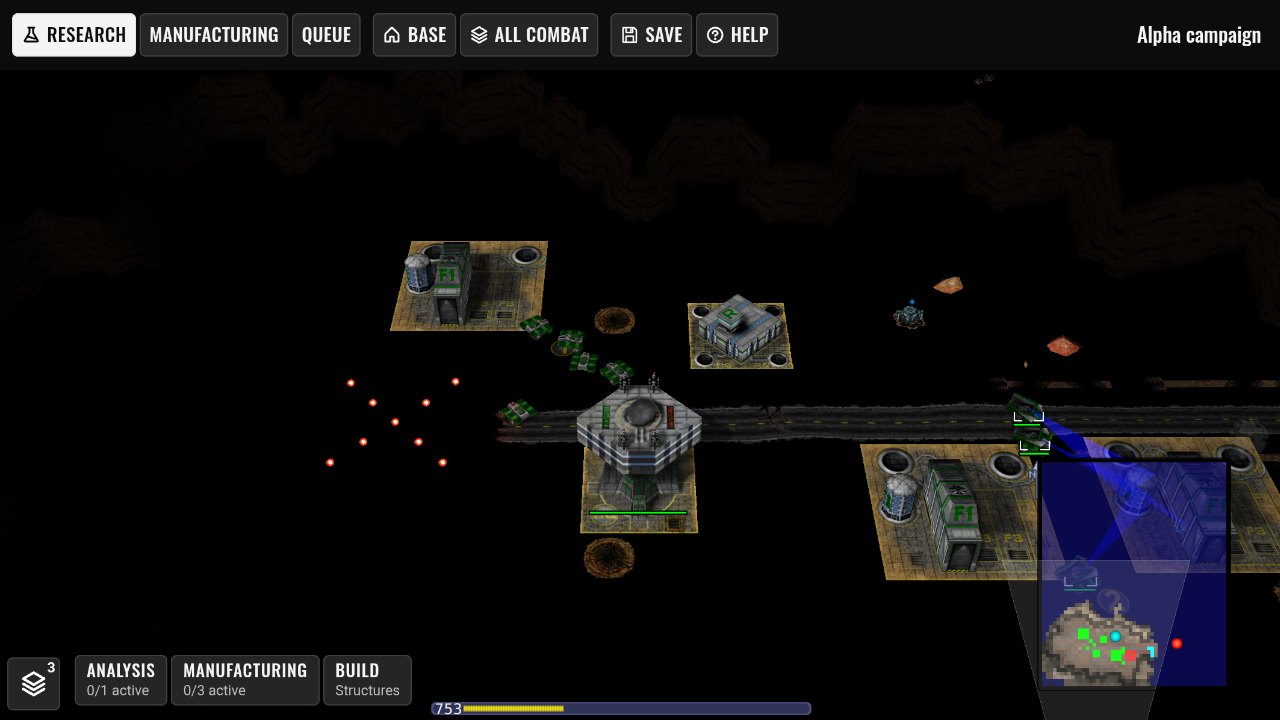 RESEARCH
MANUFACTURING
QUEUE
BASE
ALL COMBAT
SAVE
HELP
Alpha campaign
F1
R
F1
F3
3
ANALYSIS
0/1 active
MANUFACTURING
0/3 active
BUILD
Structures
753